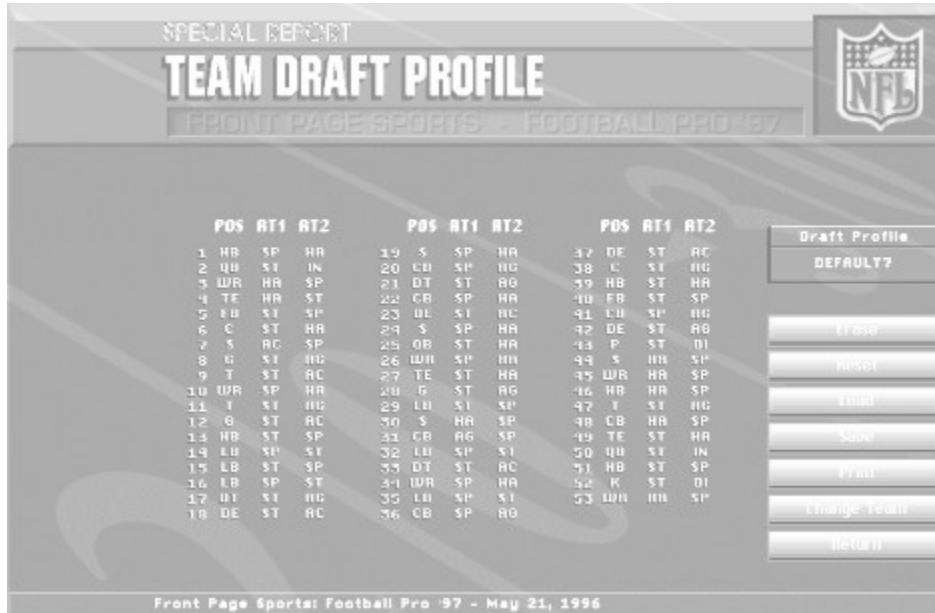 SPECIAL REPORT
TEAM DRAFT PROFILE
FRONT PAGE SPORTS - FOOTBALL PRO '97
NFL
POS AT1 AT2 POS AT1 AT2 POS AT1 AT2
1 HB SP HA 19 S SP HA 37 DE ST AC
2 QB ST IN 20 CB SP AG 38 C ST AG
3 WR HA SP 21 DT ST AG 39 HB ST HA
4 TE HA ST 22 CB SP HA 40 FB ST SP
5 FB ST SP 23 DE ST AC 41 CB SP AG
6 C ST HA 24 S SP HA 42 DE ST AG
7 S AC SP 25 QB ST HA 43 P ST DI
8 G ST AG 26 WR SP HA 44 S HA SP
9 T ST AC 27 TE ST HA 45 WR HA SP
10 WR SP HA 28 G ST AG 46 HB HA SP
11 T ST AG 29 LB ST SP 47 T ST AG
12 G ST AC 30 S HA SP 48 CB HA SP
13 HB ST SP 31 CB AG SP 49 TE ST HA
14 LB SP ST 32 LB SP ST 50 QB ST IN
15 LB ST SP 33 DT ST AC 51 HB ST SP
16 LB SP ST 34 WR SP HA 52 K ST DI
17 DT ST AG 35 LB SP ST 53 WR HA SP
18 DE ST AC 36 CB SP AG
Draft Profile
DEFAULT7
Erase
Reset
Load
Save
Print
Change Team
Return
Front Page Sports: Football Pro '97 - May 21, 1996